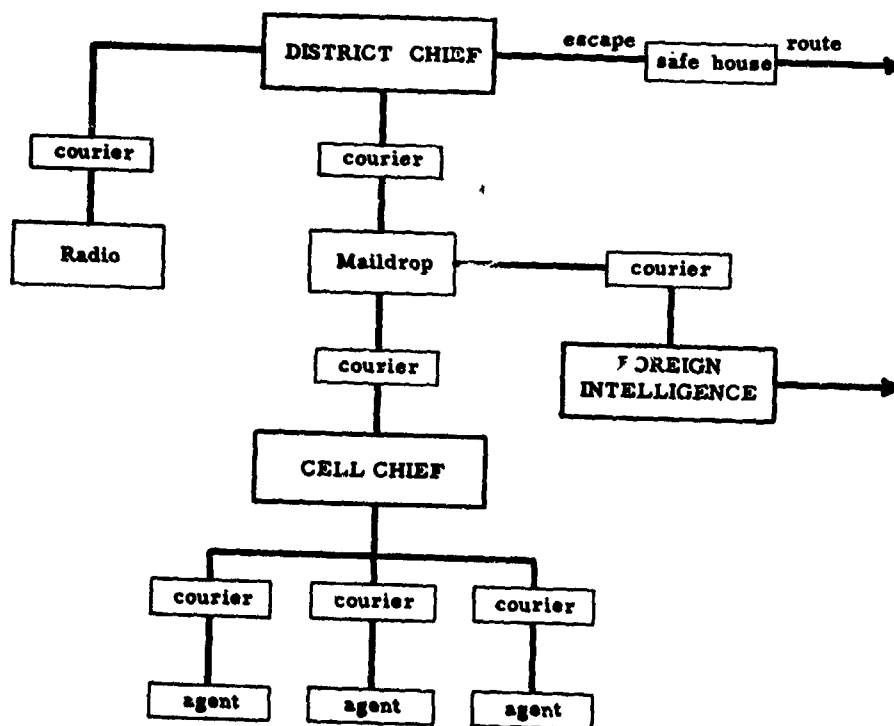 DISTRICT CHIEF
escape
safe house
route
courier
courier
Radio
Maildrop
courier
courier
FOREIGN
INTELLIGENCE
CELL CHIEF
courier
courier
courier
agent
agent
agent